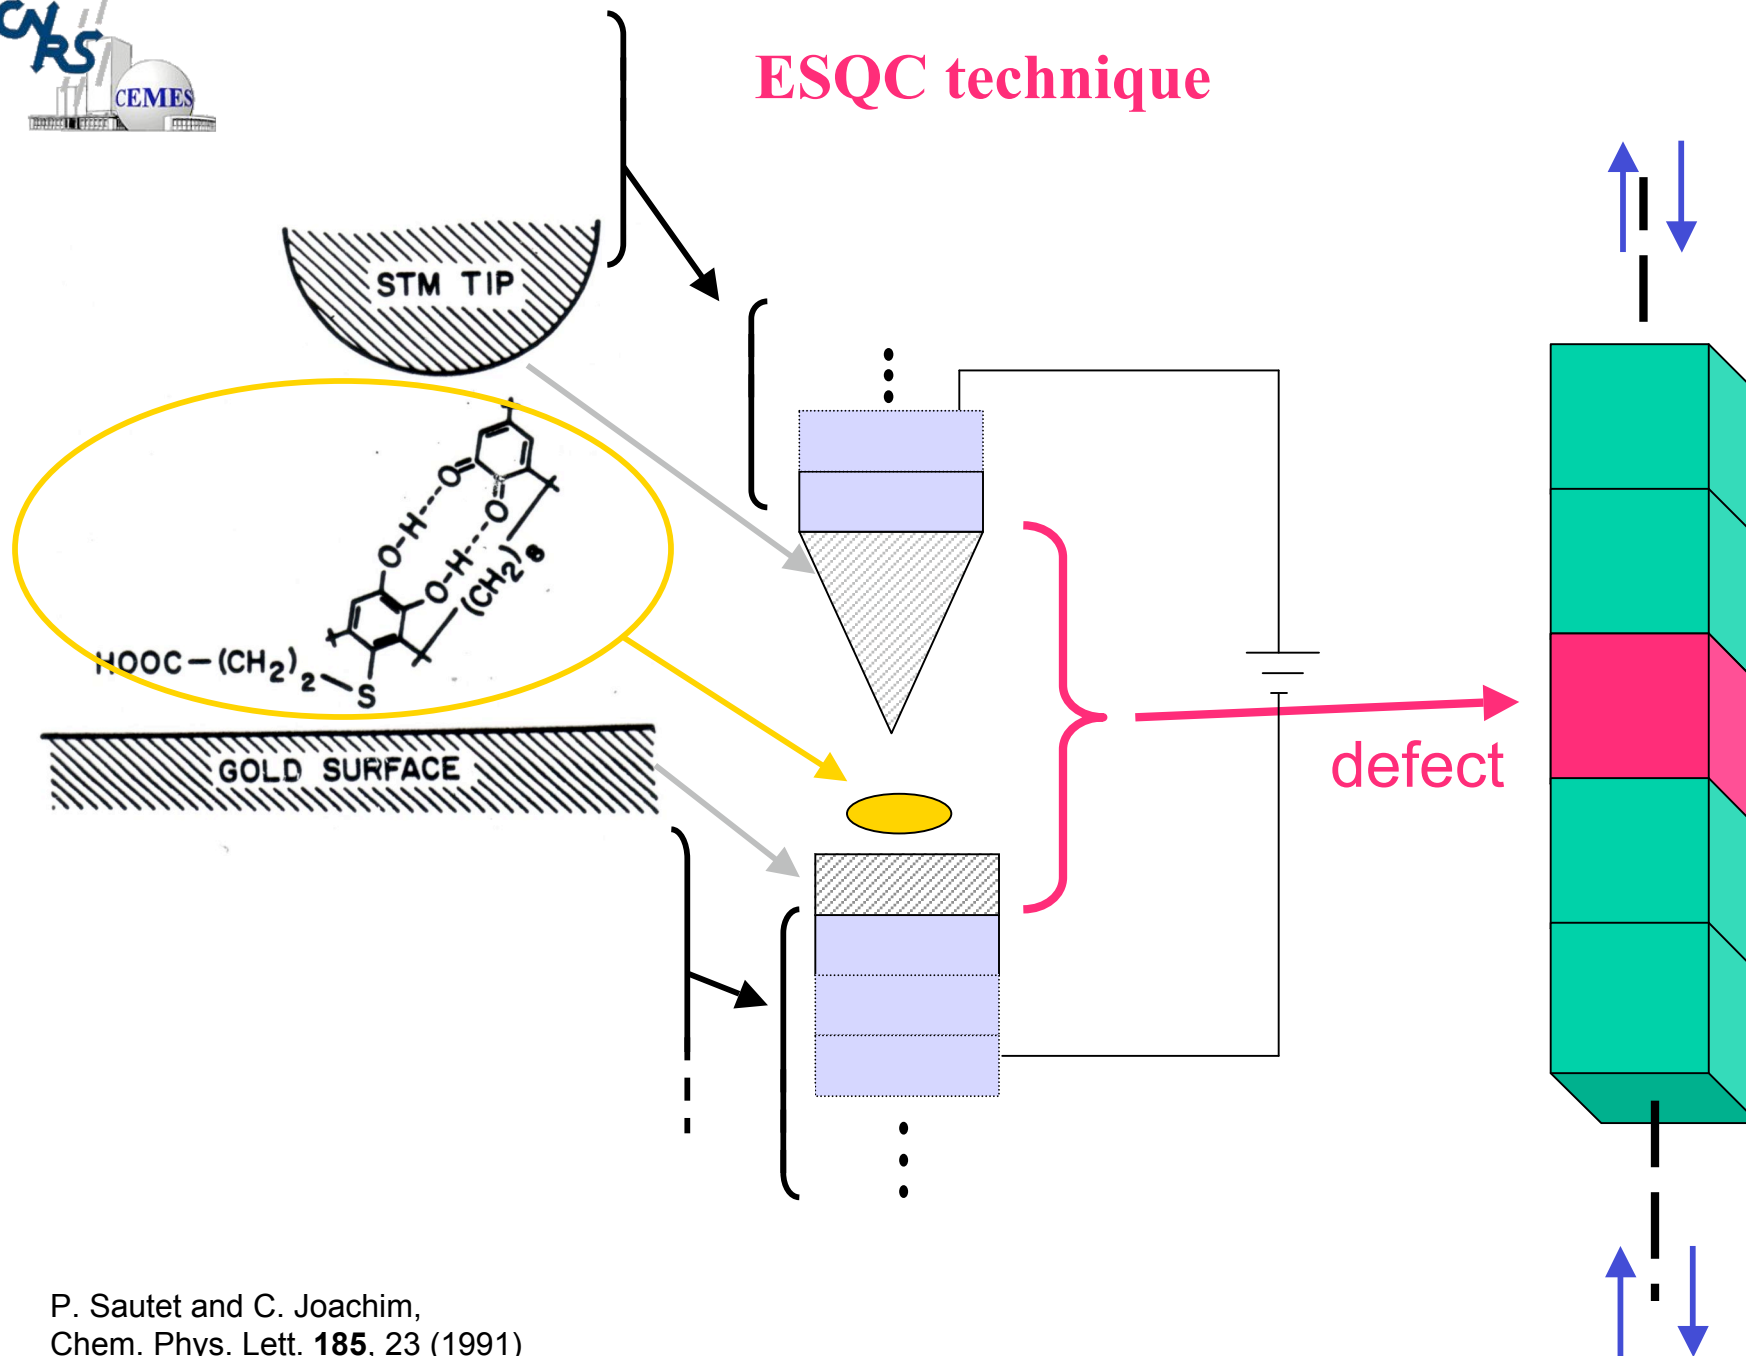 CNRS
CEMES
ESQC technique
STM TIP
O
O
H
H
O
O
(CH2)8
HOOC-(CH2)2
S
GOLD SURFACE
defect
P. Sautet and C. Joachim,
Chem. Phys. Lett. 185, 23 (1991)